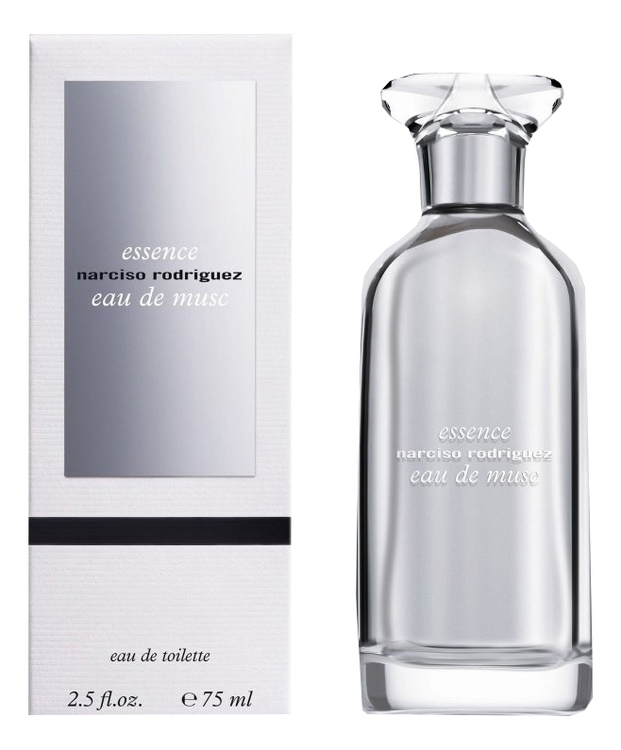 essence
narciso rodriguez
eau de musc
eau de toilette
2.5 fl.oz. ℮ 75 ml
essence
narciso rodriguez
eau de musc